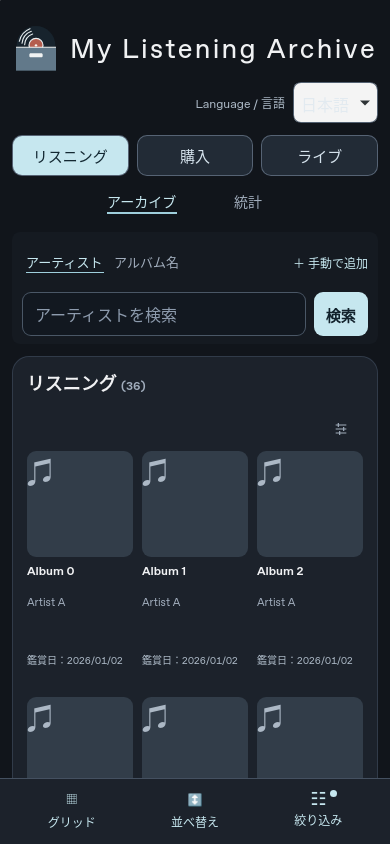 My Listening Archive
Language / 言語
日本語
リスニング 購入 ライブ
アーカイブ 統計
アーティスト アルバム名 + 手動で追加
アーティストを検索 検索
リスニング (36)
Album 0 Album 1 Album 2
Artist A Artist A Artist A
鑑賞日：2026/01/02 鑑賞日：2026/01/02 鑑賞日：2026/01/02
グリッド 並べ替え 絞り込み